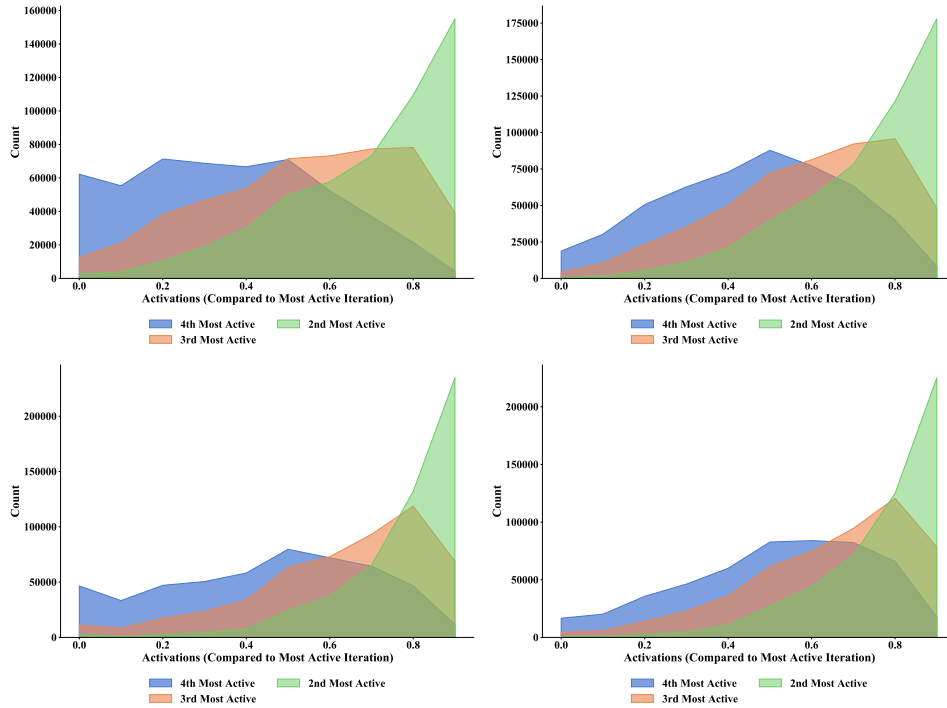 160000
140000
120000
100000
80000
60000
40000
20000
0
Count
0.0 0.2 0.4 0.6 0.8
Activations (Compared to Most Active Iteration)
4th Most Active 2nd Most Active
3rd Most Active
175000
150000
125000
100000
75000
50000
25000
0
Count
0.0 0.2 0.4 0.6 0.8
Activations (Compared to Most Active Iteration)
4th Most Active 2nd Most Active
3rd Most Active
200000
150000
100000
50000
0
Count
0.0 0.2 0.4 0.6 0.8
Activations (Compared to Most Active Iteration)
4th Most Active 2nd Most Active
3rd Most Active
200000
150000
100000
50000
0
Count
0.0 0.2 0.4 0.6 0.8
Activations (Compared to Most Active Iteration)
4th Most Active 2nd Most Active
3rd Most Active